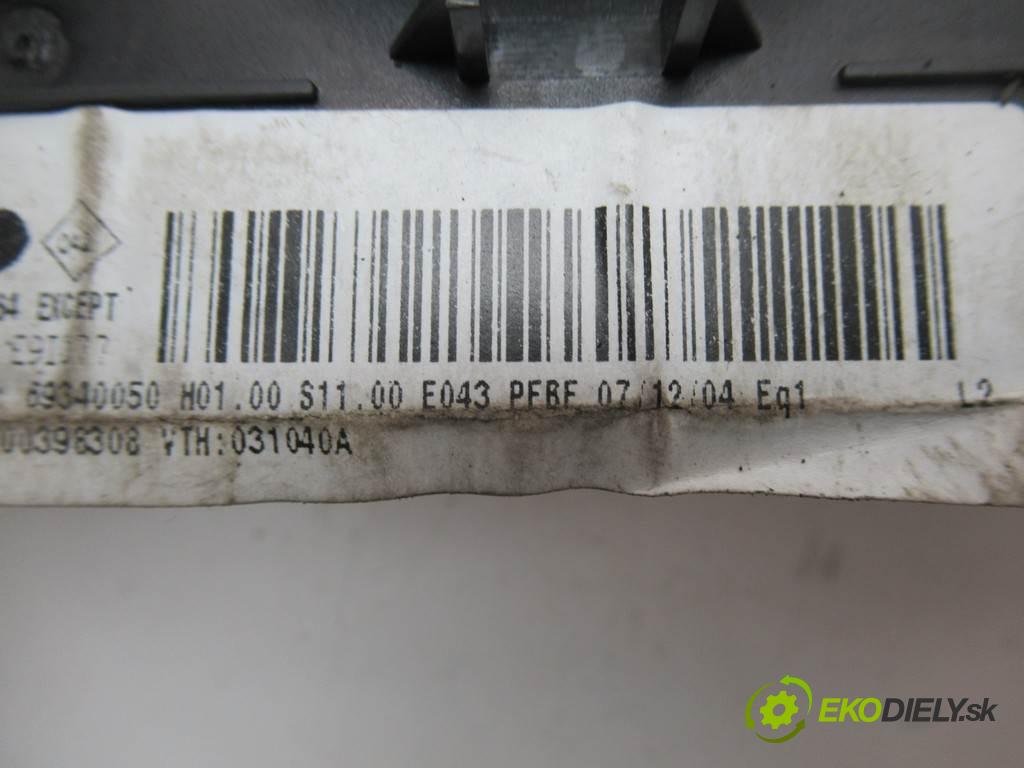 64 EXCEPT
69340050 H01.00 S11.00 E043 PFBF 07/12/04 Eq1 L2
00398308 VTH:031040A
EKODIELY.sk